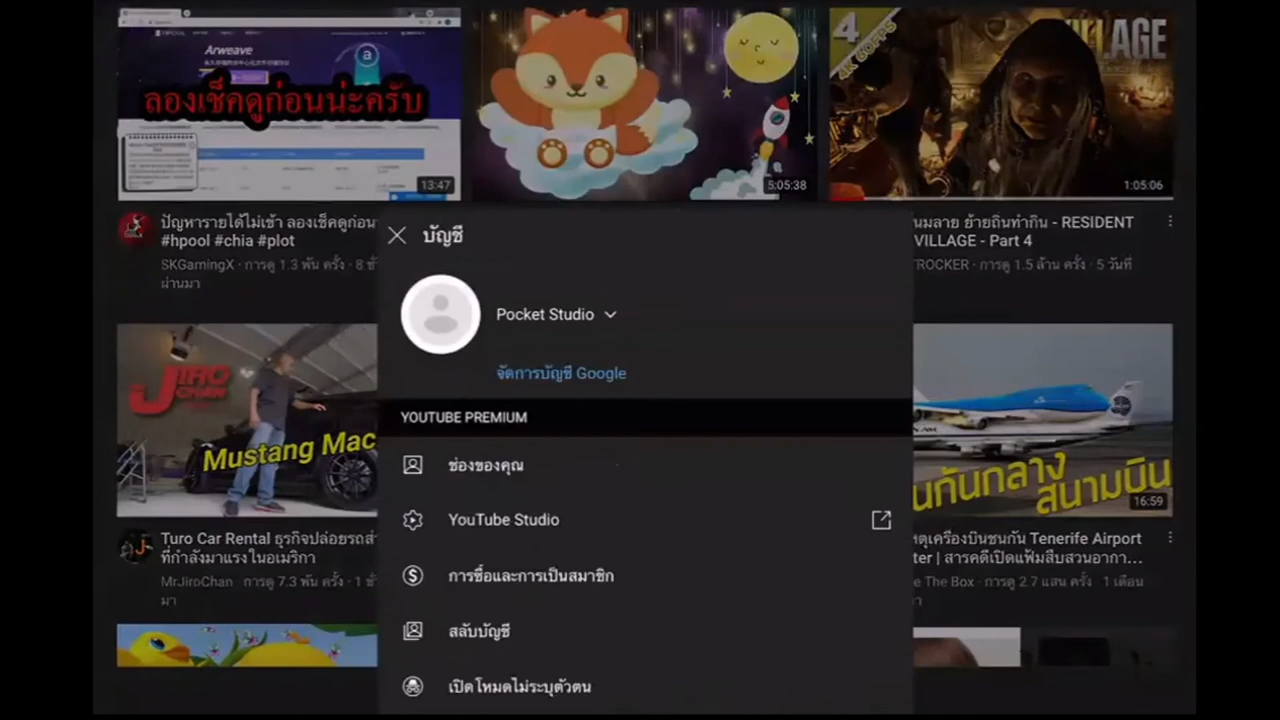 Arweave
ลองเช็คดูก่อนน่ะครับ
13:47
5:05:38
4
4K 60FPS
VILLAGE
1:05:06
ปัญหารายได้ไม่เข้า ลองเช็คดูก่อน
#hpool #chia #plot
SKGamingX · การดู 1.3 พัน ครั้ง · 8
ผ่านมา
นมลาย ย้ายถิ่นทำกิน - RESIDENT
VILLAGE - Part 4
ROCKER · การดู 1.5 ล้าน ครั้ง · 5 วันที่
บัญชี
Pocket Studio
จัดการบัญชี Google
YOUTUBE PREMIUM
ช่องของคุณ
YouTube Studio
การซื้อและการเป็นสมาชิก
สลับบัญชี
เปิดโหมดไม่ระบุตัวตน
JIRO
CHAN
Mustang Mac
นกันกลาง
สนามบิน
16:59
Turo Car Rental ธุรกิจปล่อยรถ
ที่กำลังมาแรงในอเมริกา
MrJiroChan · การดู 7.3 พัน ครั้ง · 1
มา
หตุเครื่องบินชนกัน Tenerife Airport
ter | สารคดีเปิดแฟ้มสืบสวนอากา...
e The Box · การดู 2.7 แสน ครั้ง · 1 เดือน